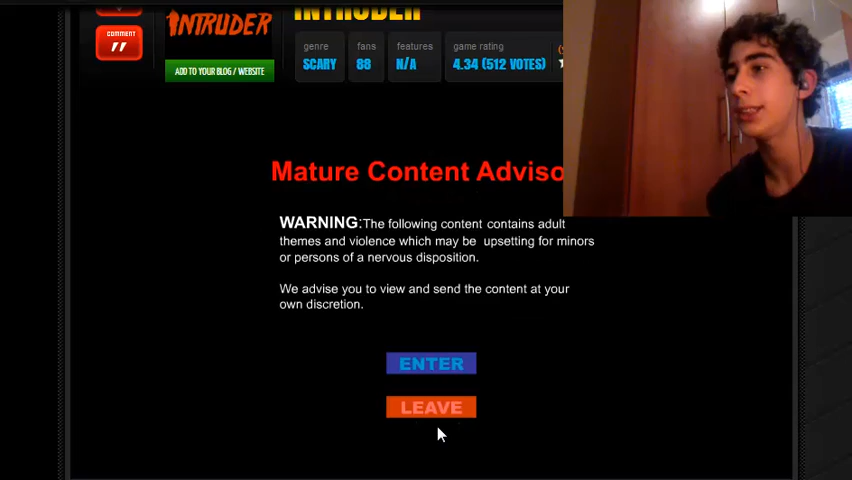 INTRUDER
COMMENT
INTRUDER
genre
SCARY
fans
88
features
N/A
game rating
4.34 (512 VOTES)
ADD TO YOUR BLOG / WEBSITE
Mature Content Adviso
WARNING:The following content contains adult
themes and violence which may be upsetting for minors
or persons of a nervous disposition.
We advise you to view and send the content at your
own discretion.
ENTER
LEAVE